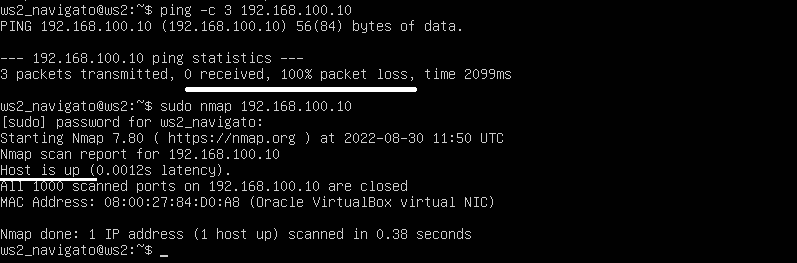 ws2_navigato@ws2:~$ ping -c 3 192.168.100.10
PING 192.168.100.10 (192.168.100.10) 56(84) bytes of data.
--- 192.168.100.10 ping statistics ---
3 packets transmitted, 0 received, 100% packet loss, time 2099ms
ws2_navigato@ws2:~$ sudo nmap 192.168.100.10
[sudo] password for ws2_navigato:
Starting Nmap 7.80 ( https://nmap.org ) at 2022-08-30 11:50 UTC
Nmap scan report for 192.168.100.10
Host is up (0.0012s latency).
All 1000 scanned ports on 192.168.100.10 are closed
MAC Address: 08:00:27:84:D0:A8 (Oracle VirtualBox virtual NIC)
Nmap done: 1 IP address (1 host up) scanned in 0.38 seconds
ws2_navigato@ws2:~$ _